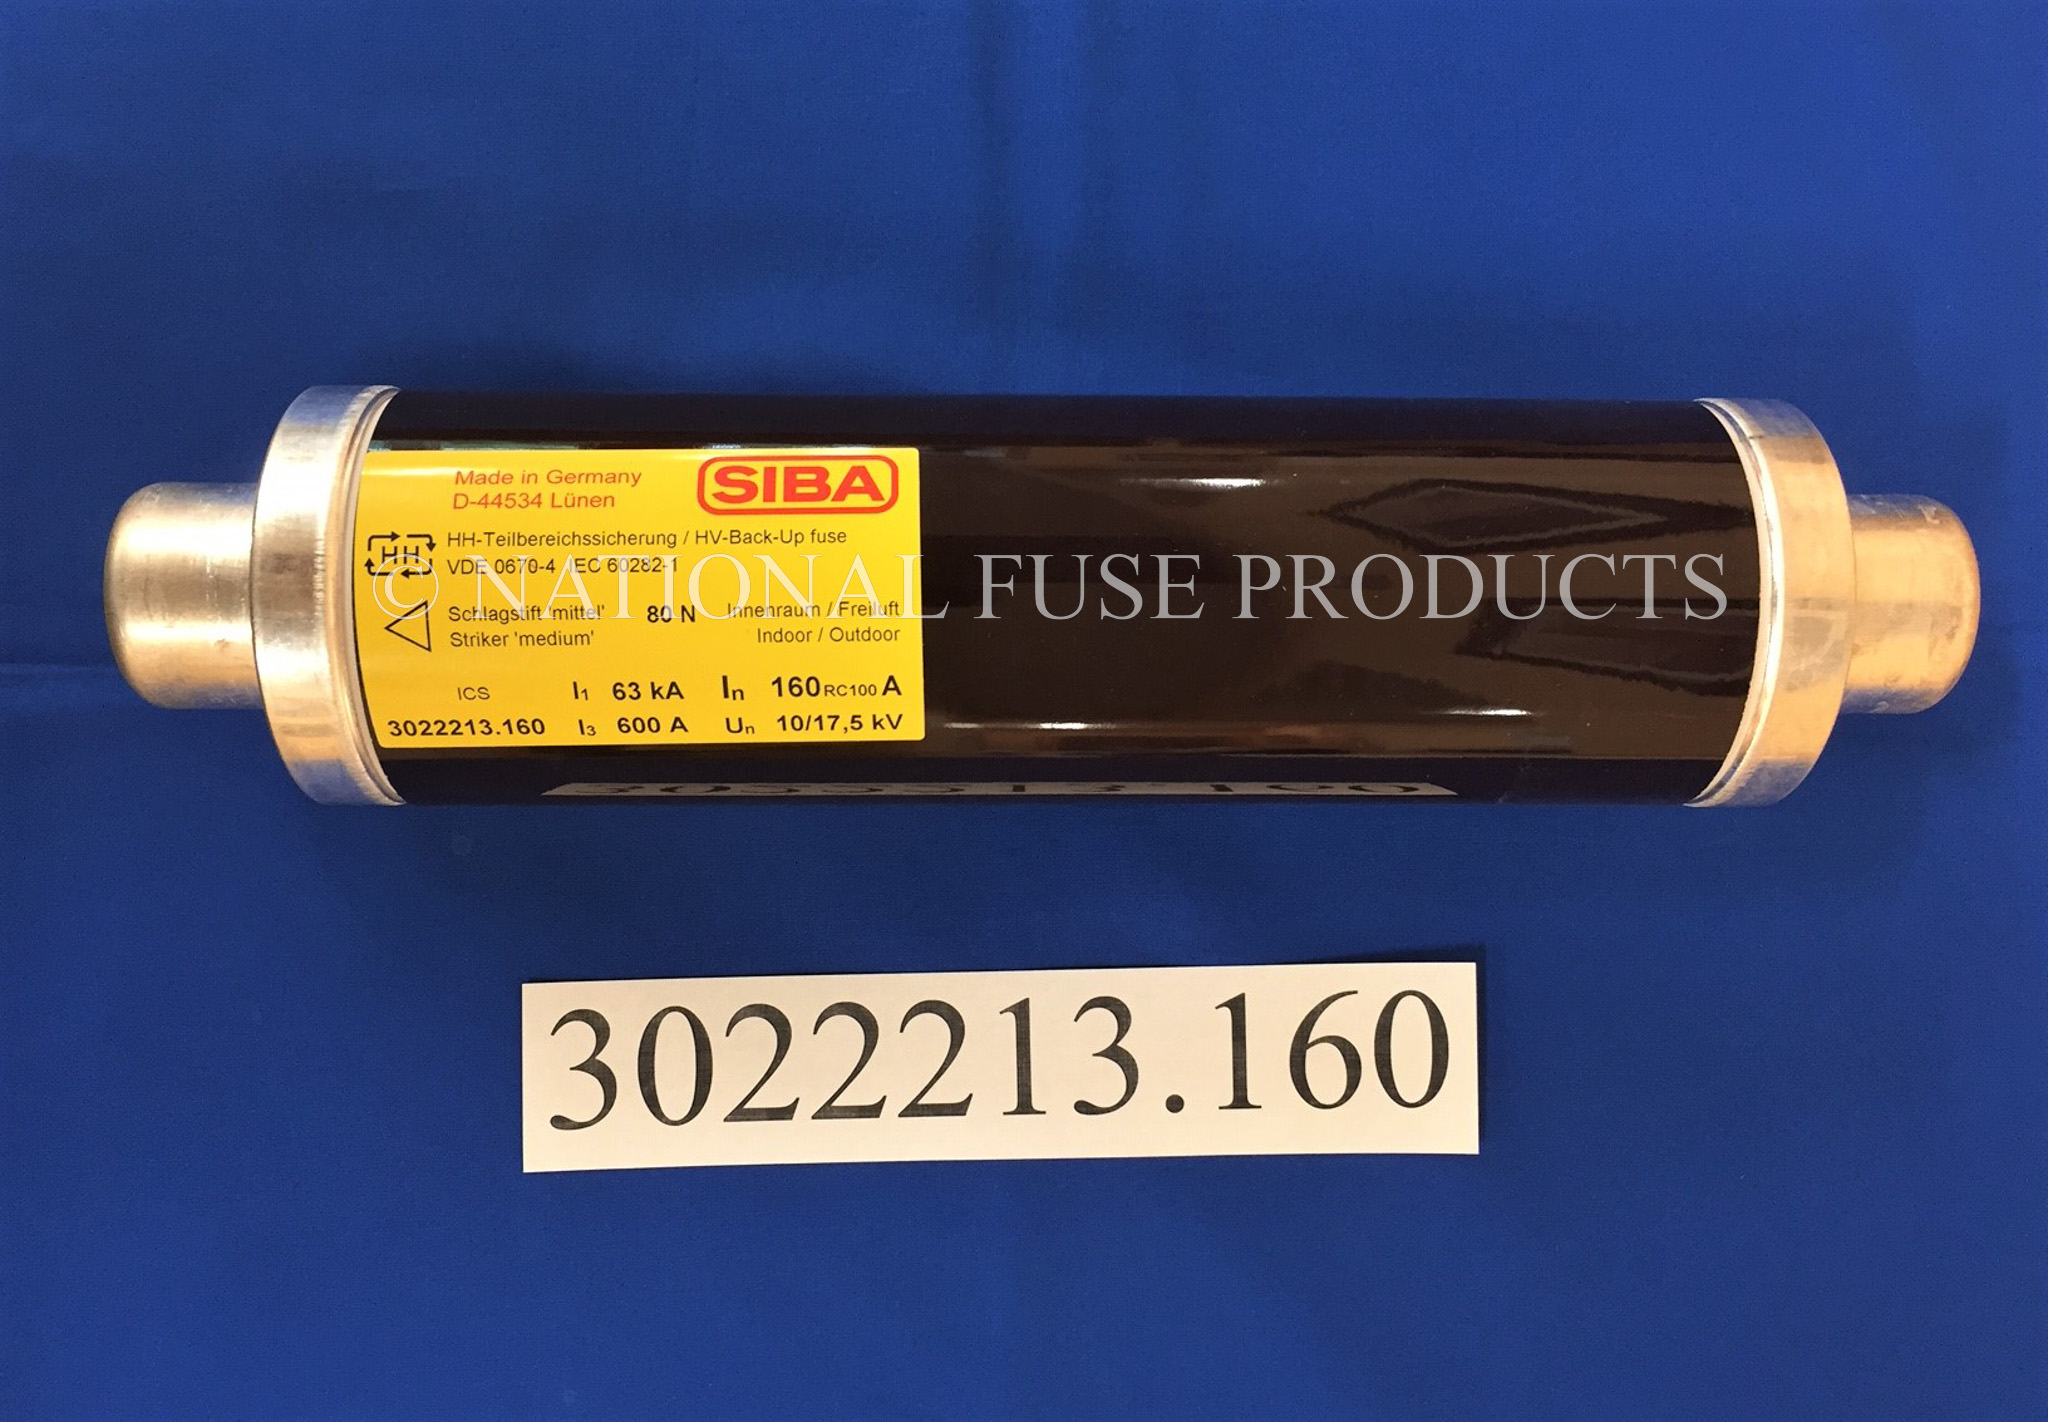 Made in Germany
D-44534 Lünen
SIBA
HH
HH-Teilbereichssicherung / HV-Back-Up fuse
VDE 0670-4 IEC 60282-1
© NATIONAL FUSE PRODUCTS
Schlagstift 'mittel' 80 N Innenraum / Freiluft
Striker 'medium' Indoor / Outdoor
ICS I1 63 kA In 160 RC100 A
3022213.160 I3 600 A Un 10/17,5 kV
3022213.160